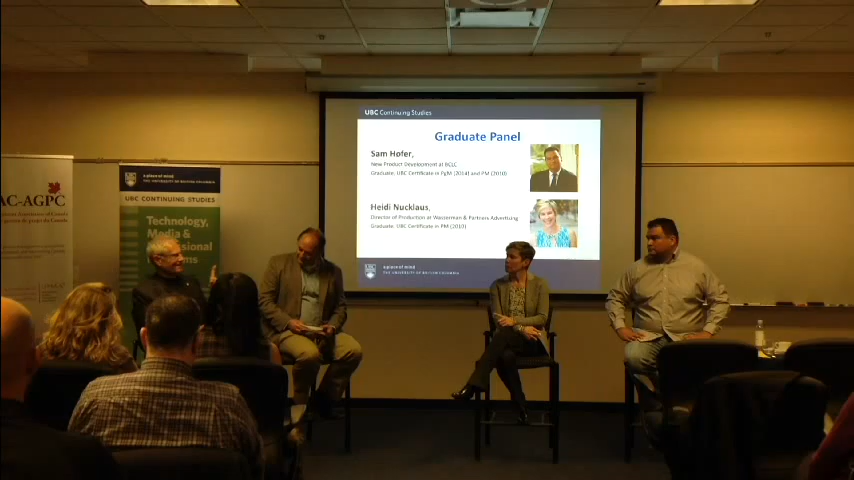 UBC Continuing Studies
Graduate Panel
Sam Hofer,
New Product Development at BCLC
Graduate, UBC Certificate in PgM (2014) and PM (2010)
Heidi Nucklaus,
Director of Production at Wasserman & Partners Advertising
Graduate, UBC Certificate in PM (2010)
a place of mind
THE UNIVERSITY OF BRITISH COLUMBIA
AC-AGPC
a place of mind
THE UNIVERSITY OF BRITISH COLUMBIA
UBC CONTINUING STUDIES
Technology,
Media &